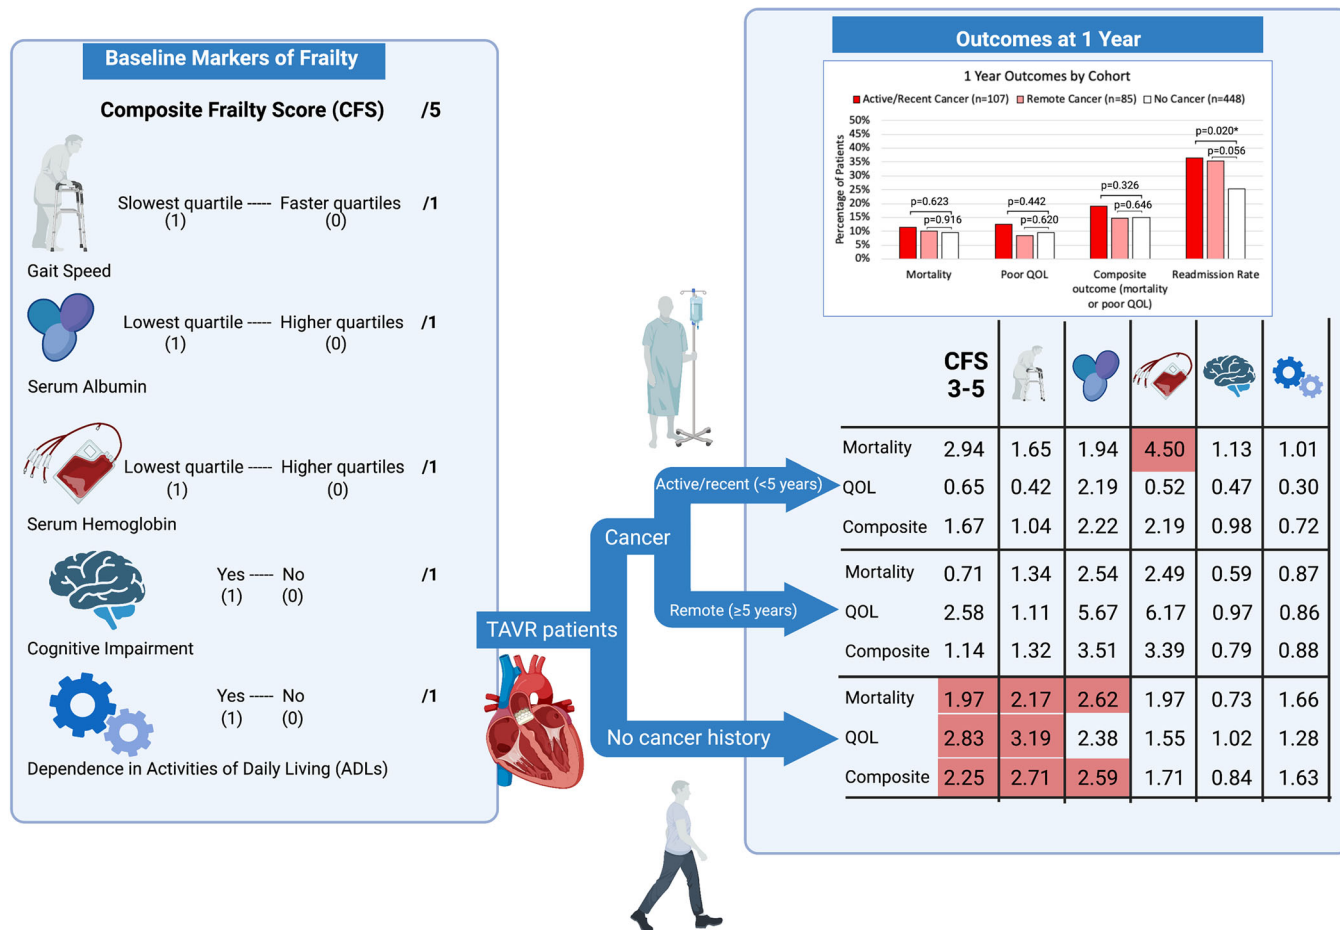 Baseline Markers of Frailty
Composite Frailty Score (CFS) /5
Slowest quartile ----- Faster quartiles /1
(1) (0)
Gait Speed
Lowest quartile ----- Higher quartiles /1
(1) (0)
Serum Albumin
Lowest quartile ----- Higher quartiles /1
(1) (0)
Serum Hemoglobin
Yes ----- No /1
(1) (0)
Cognitive Impairment
Yes ----- No /1
(1) (0)
Dependence in Activities of Daily Living (ADLs)
TAVR patients
Cancer
Active/recent (<5 years)
Remote (≥5 years)
No cancer history
Outcomes at 1 Year
1 Year Outcomes by Cohort
Active/Recent Cancer (n=107) Remote Cancer (n=85) No Cancer (n=448)
Percentage of Patients
50%
45%
40%
35%
30%
25%
20%
15%
10%
5%
0%
p=0.623
p=0.916
p=0.442
p=0.620
p=0.326
p=0.646
p=0.020*
p=0.056
Mortality
Poor QOL
Composite
outcome (mortality
or poor QOL)
Readmission Rate
CFS
3-5
Mortality 2.94 1.65 1.94 4.50 1.13 1.01
QOL 0.65 0.42 2.19 0.52 0.47 0.30
Composite 1.67 1.04 2.22 2.19 0.98 0.72
Mortality 0.71 1.34 2.54 2.49 0.59 0.87
QOL 2.58 1.11 5.67 6.17 0.97 0.86
Composite 1.14 1.32 3.51 3.39 0.79 0.88
Mortality 1.97 2.17 2.62 1.97 0.73 1.66
QOL 2.83 3.19 2.38 1.55 1.02 1.28
Composite 2.25 2.71 2.59 1.71 0.84 1.63